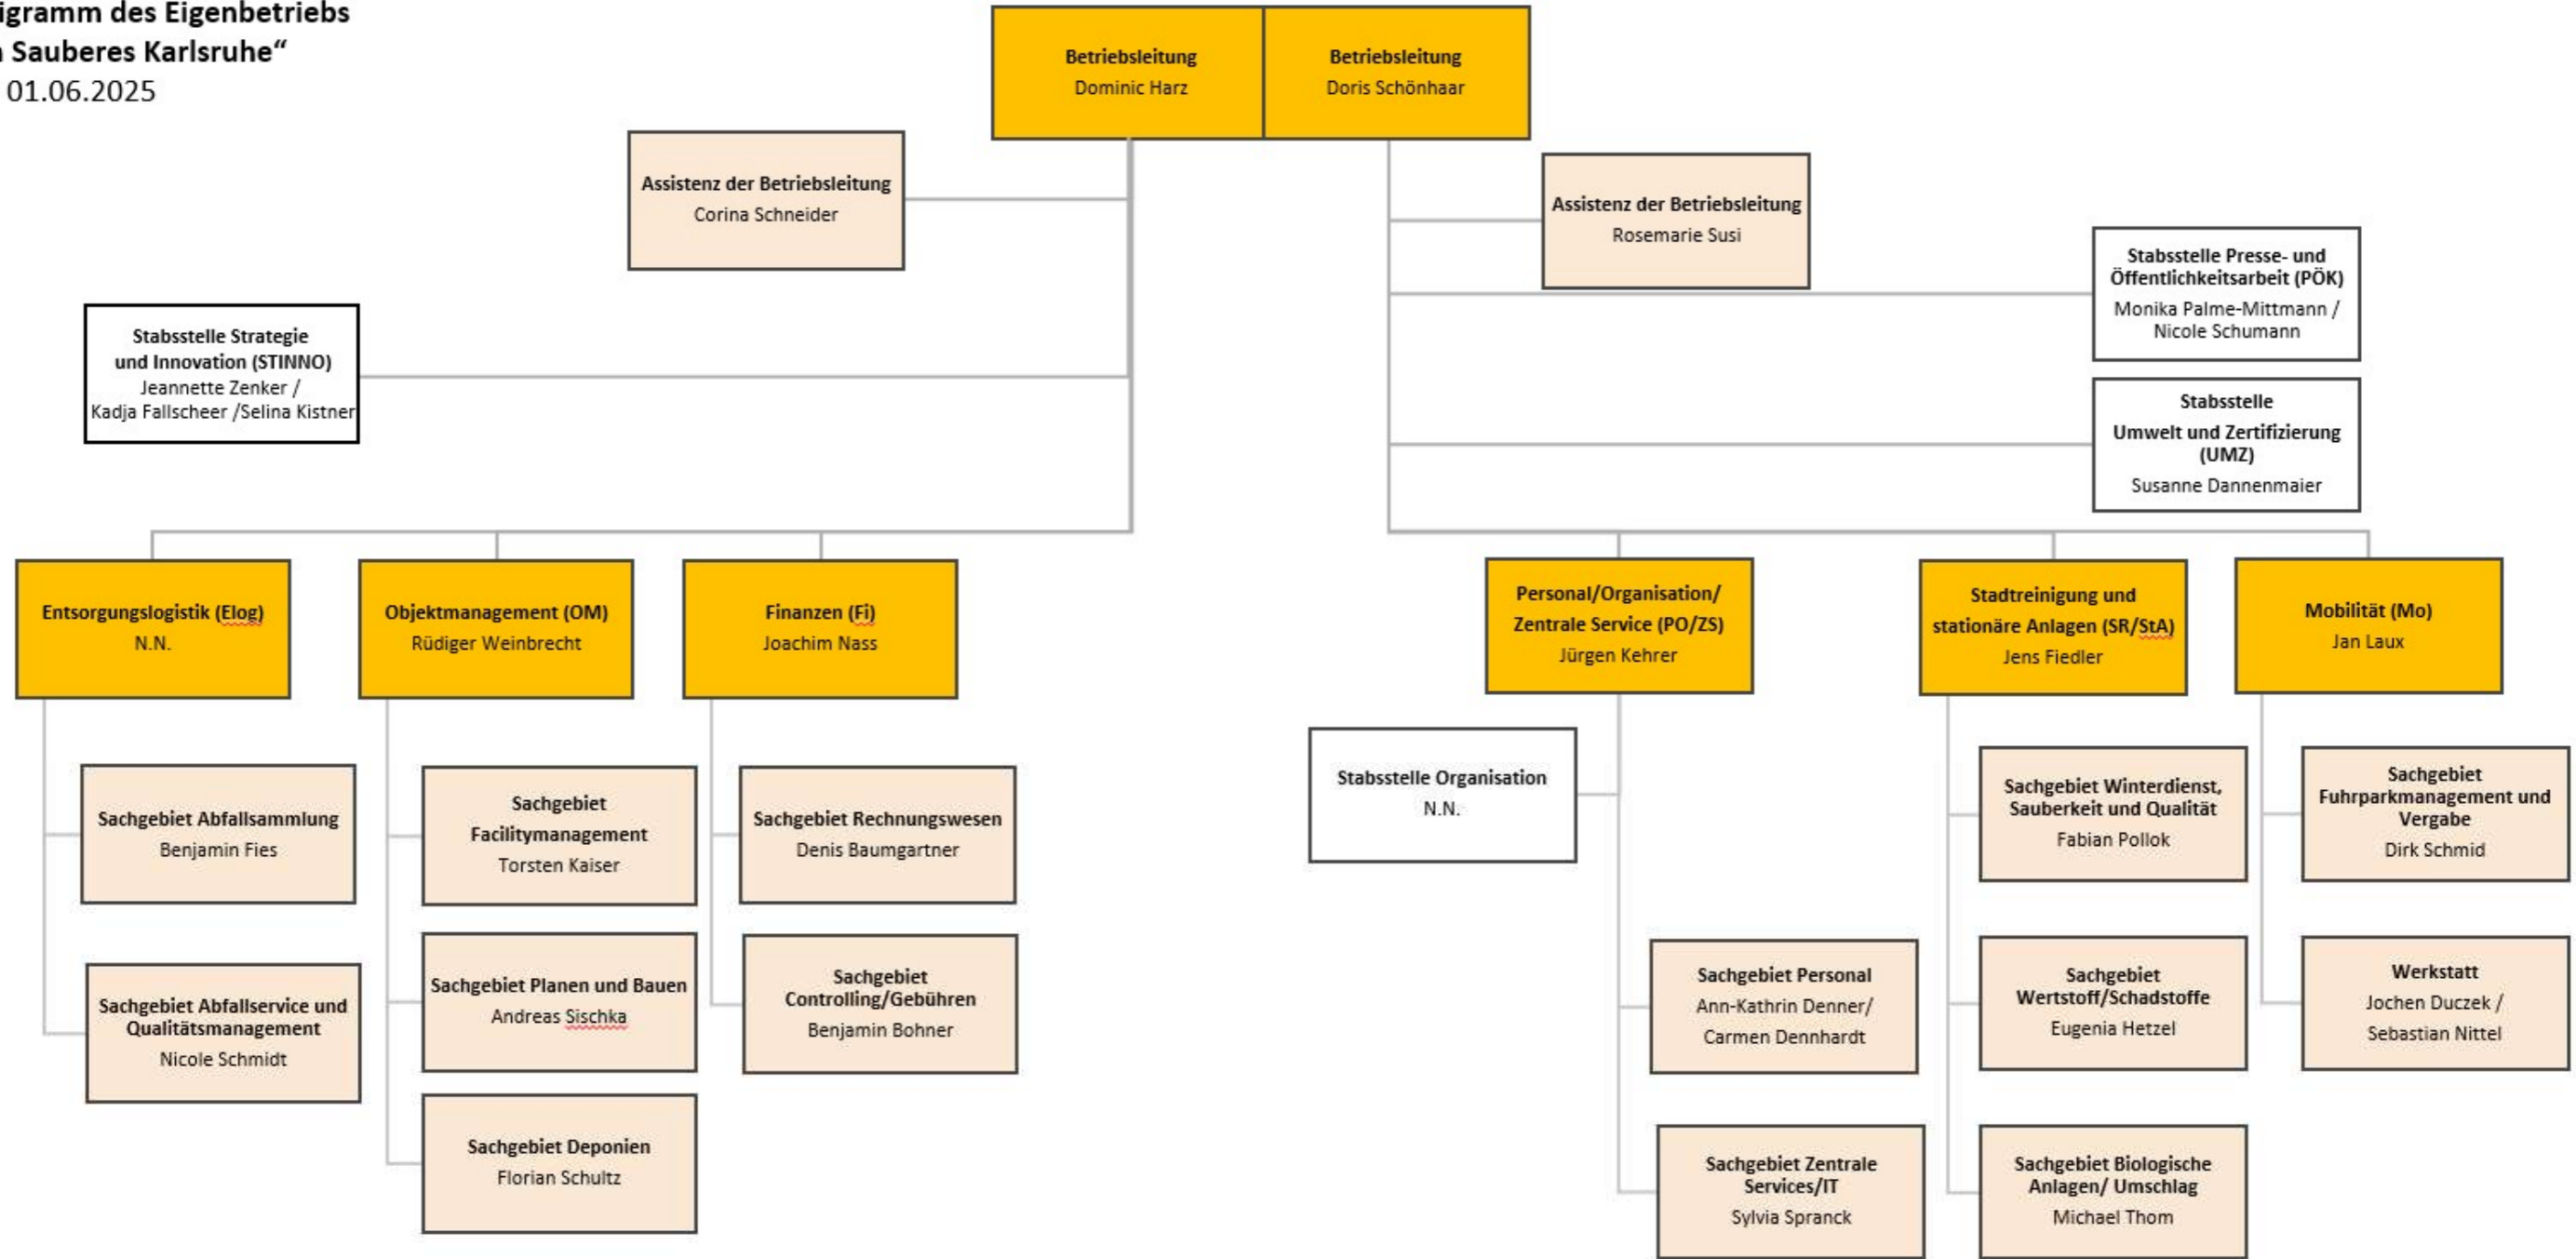 igramm des Eigenbetriebs
Sauberes Karlsruhe“
01.06.2025
Betriebsleitung
Dominic Harz
Betriebsleitung
Doris Schönhaar
Assistenz der Betriebsleitung
Corina Schneider
Assistenz der Betriebsleitung
Rosemarie Susi
Stabsstelle Presse- und
Öffentlichkeitsarbeit (PÖK)
Monika Palme-Mittmann /
Nicole Schumann
Stabsstelle Strategie
und Innovation (STINNO)
Jeannette Zenker /
Kadja Fallscheer /Selina Kistner
Stabsstelle
Umwelt und Zertifizierung
(UMZ)
Susanne Dannenmaier
Entsorgungslogistik (Elog)
N.N.
Objektmanagement (OM)
Rüdiger Weinbrecht
Finanzen (Fi)
Joachim Nass
Personal/Organisation/
Zentrale Service (PO/ZS)
Jürgen Kehrer
Stadtreinigung und
stationäre Anlagen (SR/StA)
Jens Fiedler
Mobilität (Mo)
Jan Laux
Sachgebiet Abfallsammlung
Benjamin Fies
Sachgebiet
Facilitymanagement
Torsten Kaiser
Sachgebiet Rechnungswesen
Denis Baumgartner
Stabsstelle Organisation
N.N.
Sachgebiet Winterdienst,
Sauberkeit und Qualität
Fabian Pollok
Sachgebiet
Fuhrparkmanagement und
Vergabe
Dirk Schmid
Sachgebiet Abfallservice und
Qualitätsmanagement
Nicole Schmidt
Sachgebiet Planen und Bauen
Andreas Sischka
Sachgebiet
Controlling/Gebühren
Benjamin Bohner
Sachgebiet Personal
Ann-Kathrin Denner/
Carmen Dennhardt
Sachgebiet
Wertstoff/Schadstoffe
Eugenia Hetzel
Werkstatt
Jochen Duczek /
Sebastian Nittel
Sachgebiet Deponien
Florian Schultz
Sachgebiet Zentrale
Services/IT
Sylvia Spranck
Sachgebiet Biologische
Anlagen/ Umschlag
Michael Thom